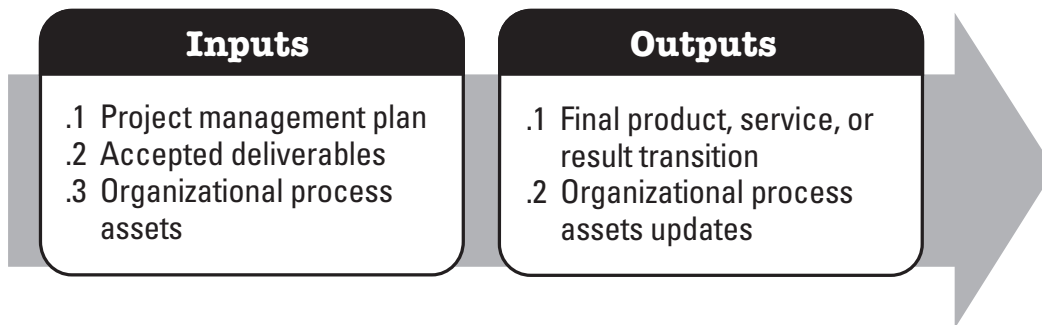 Inputs
.1 Project management plan
.2 Accepted deliverables
.3 Organizational process
assets
Outputs
.1 Final product, service, or
result transition
.2 Organizational process
assets updates